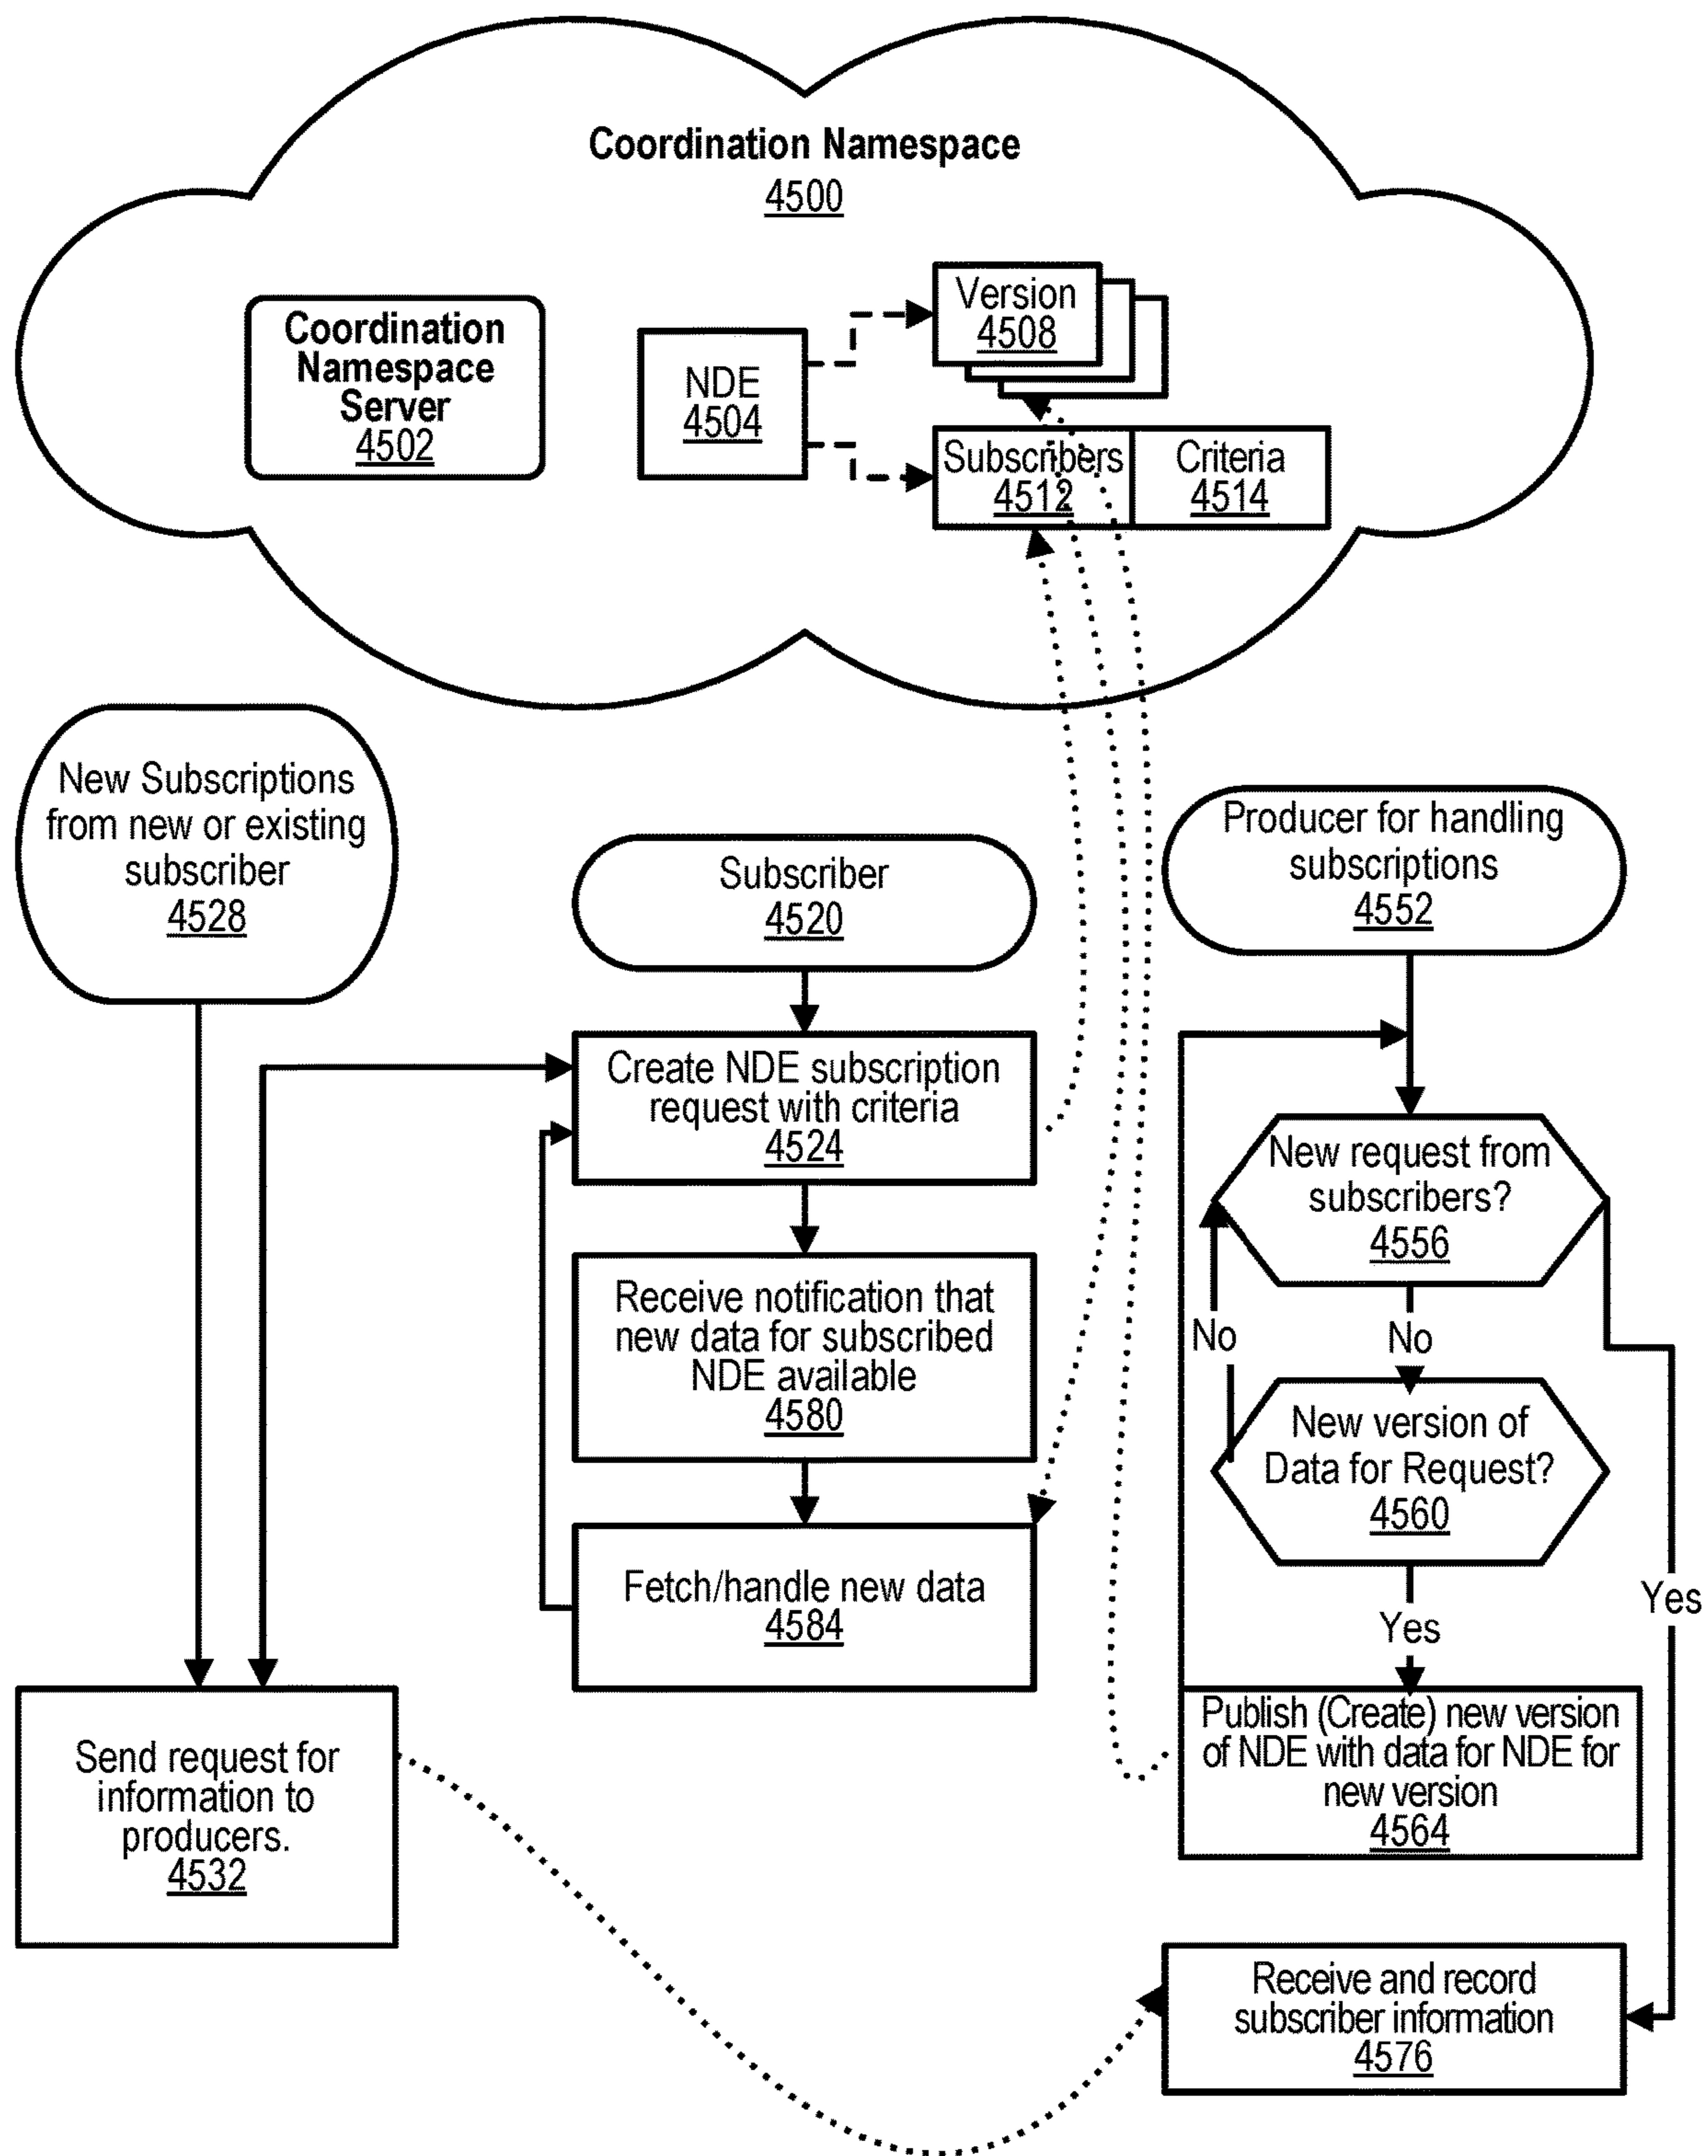 Coordination Namespace
4500
Coordination
Namespace
Server
4502
NDE
4504
Version
4508
Subscribers
4512
Criteria
4514
New Subscriptions
from new or existing
subscriber
4528
Subscriber
4520
Producer for handling
subscriptions
4552
Create NDE subscription
request with criteria
4524
New request from
subscribers?
4556
Receive notification that
new data for subscribed
NDE available
4580
No
No
New version of
Data for Request?
4560
Fetch/handle new data
4584
Yes
Yes
Send request for
information to
producers.
4532
Publish (Create) new version
of NDE with data for NDE for
new version
4564
Receive and record
subscriber information
4576